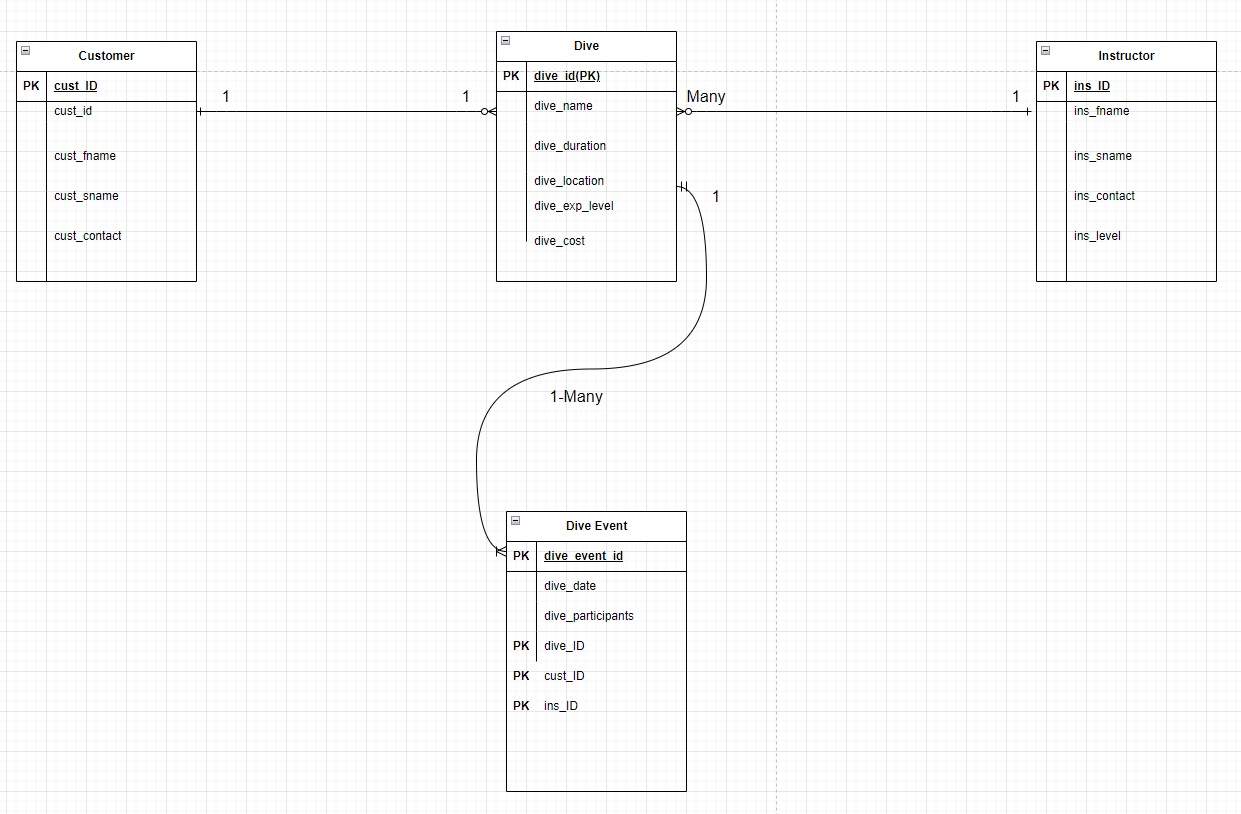 Customer
PK cust_ID
cust_id
cust_fname
cust_sname
cust_contact
1
1
Dive
PK dive_id(PK)
dive_name
dive_duration
dive_location
dive_exp_level
dive_cost
Many
1
1
Instructor
PK ins_ID
ins_fname
ins_sname
ins_contact
ins_level
1-Many
Dive Event
PK dive_event_id
dive_date
dive_participants
PK dive_ID
PK cust_ID
PK ins_ID